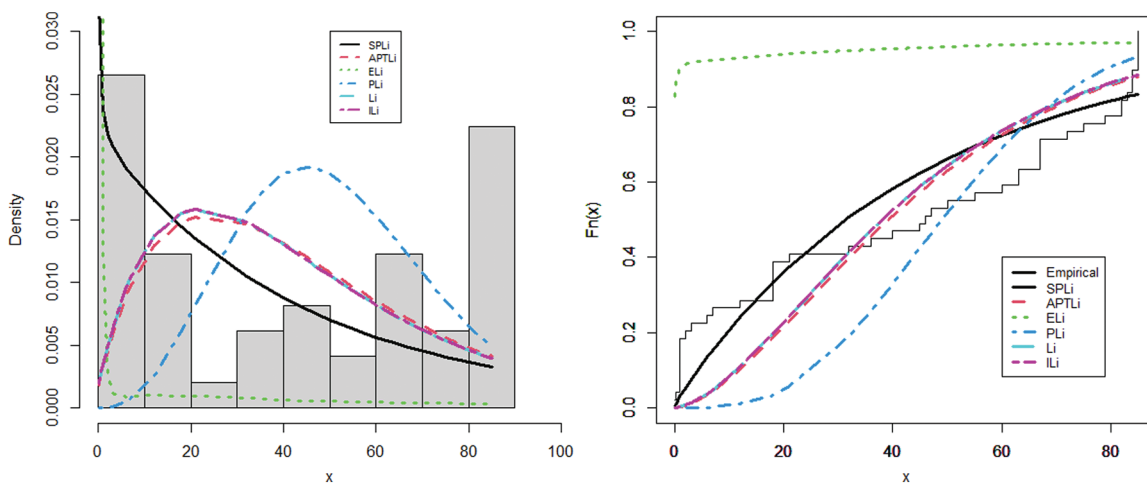 0.000 0.005 0.010 0.015 0.020 0.025 0.030
Density
SPLi
APTLi
ELi
PLi
Li
ILi
0 20 40 60 80 100
x
0.0 0.2 0.4 0.6 0.8 1.0
Fn(x)
Empirical
SPLi
APTLi
ELi
PLi
Li
ILi
0 20 40 60 80
x